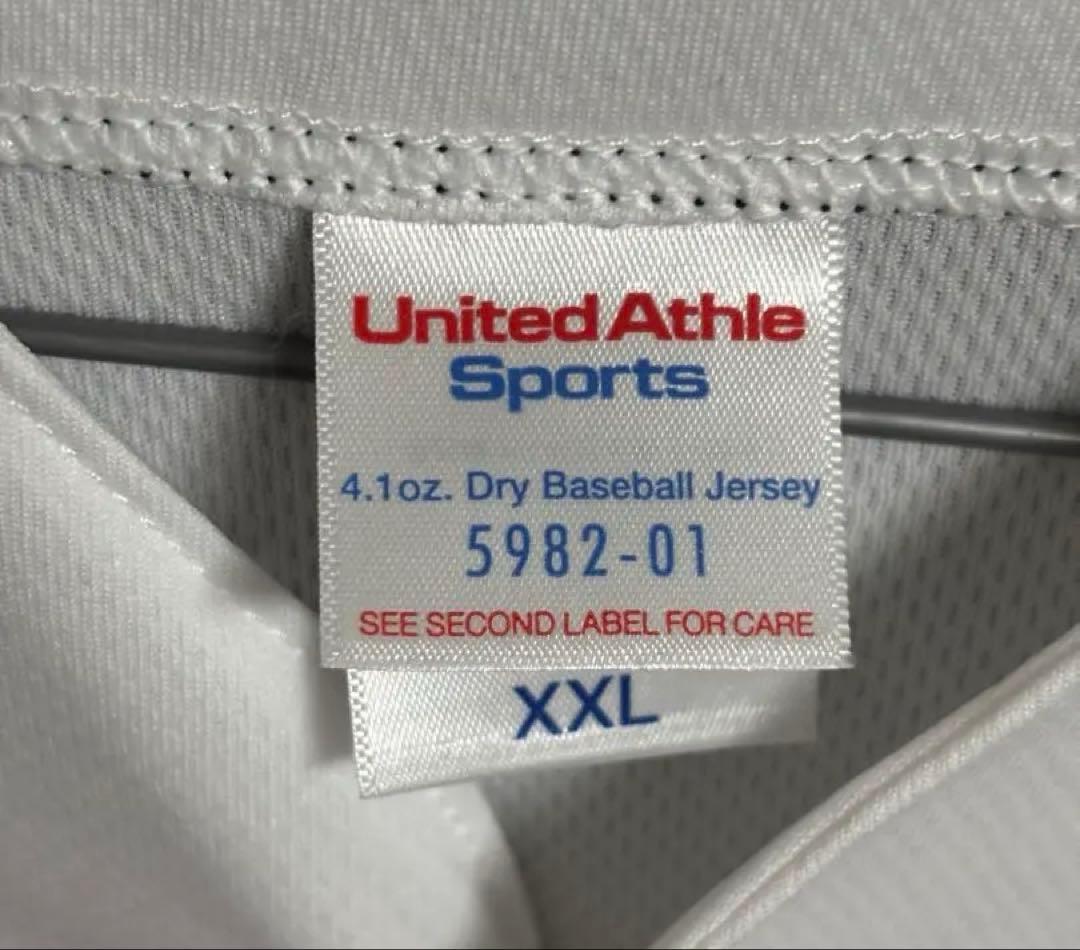 United Athle
Sports
4.1oz. Dry Baseball Jersey
5982-01
SEE SECOND LABEL FOR CARE
XXL